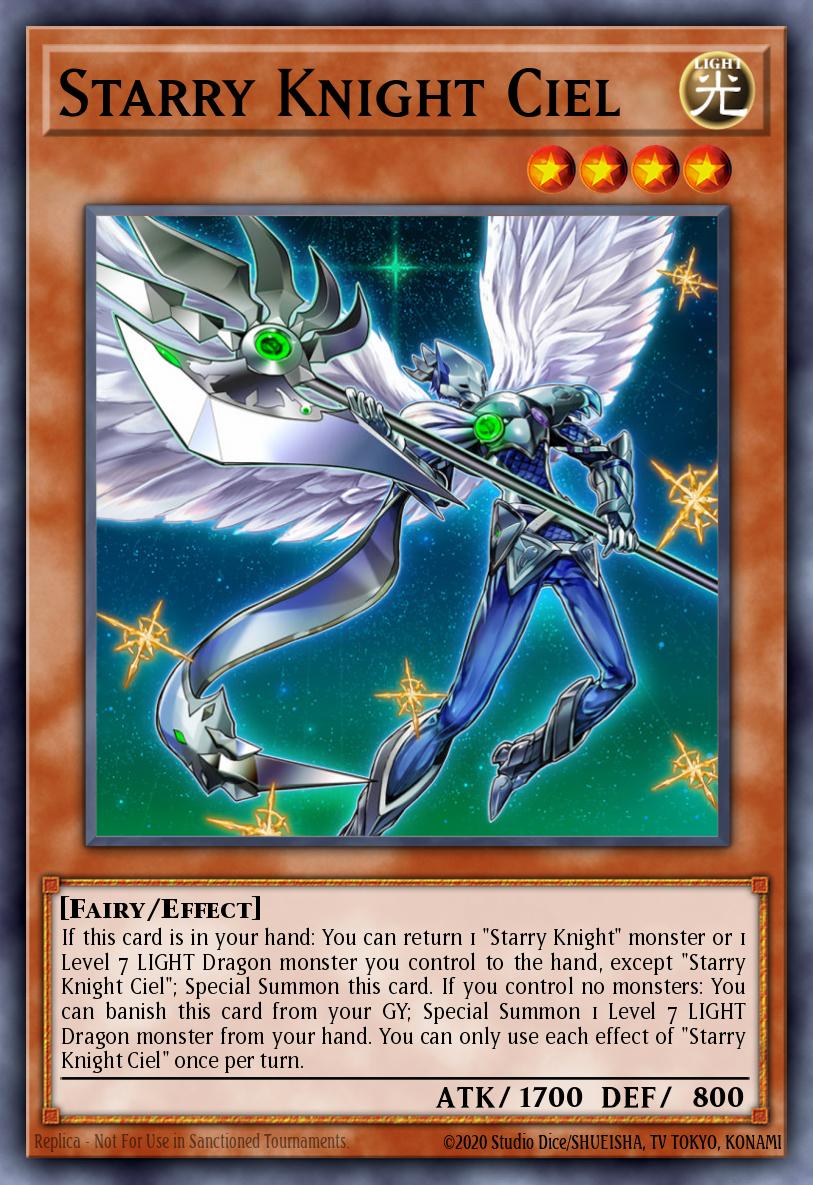 Starry Knight Ciel
LIGHT
光
[Fairy/Effect]
If this card is in your hand: You can return 1 "Starry Knight" monster or 1
Level 7 LIGHT Dragon monster you control to the hand, except "Starry
Knight Ciel"; Special Summon this card. If you control no monsters: You
can banish this card from your GY; Special Summon 1 Level 7 LIGHT
Dragon monster from your hand. You can only use each effect of "Starry
Knight Ciel" once per turn.
ATK/ 1700 DEF/ 800
Replica - Not For Use in Sanctioned Tournaments.
©2020 Studio Dice/SHUEISHA, TV TOKYO, KONAMI